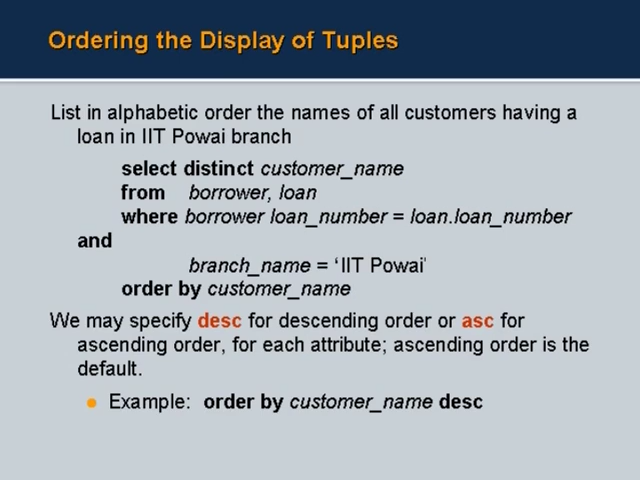 Ordering the Display of Tuples
List in alphabetic order the names of all customers having a
loan in IIT Powai branch
select distinct customer_name
from borrower, loan
where borrower loan_number = loan.loan_number
and
branch_name = ‘IIT Powai’
order by customer_name
We may specify desc for descending order or asc for
ascending order, for each attribute; ascending order is the
default.
Example: order by customer_name desc